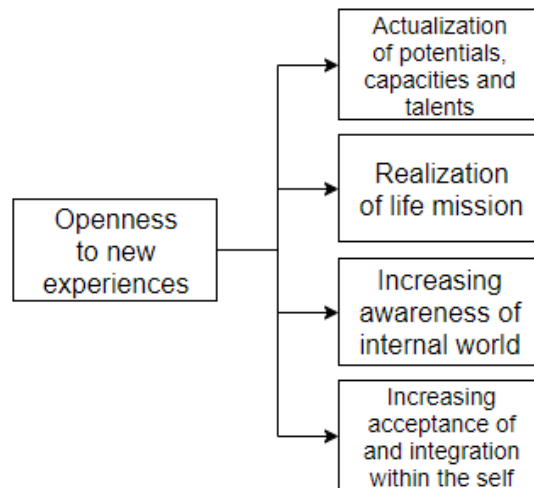 Actualization
of potentials,
capacities and
talents
Realization
of life mission
Openness
to new
experiences
Increasing
awareness of
internal world
Increasing
acceptance of
and integration
within the self